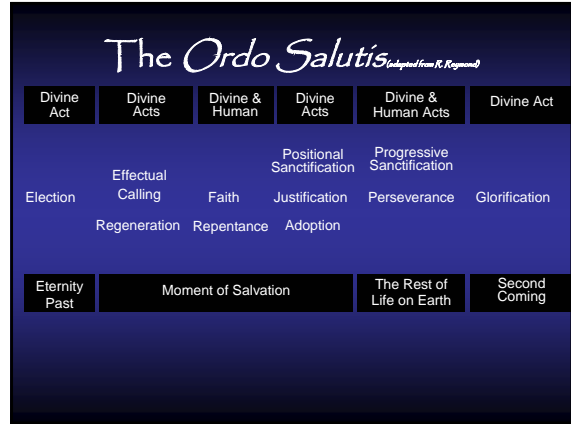 The Ordo Salutis (adapted from R. Reymond)
Divine Act
Divine Acts
Divine & Human
Divine Acts
Divine & Human Acts
Divine Act
Election
Effectual Calling
Regeneration
Faith
Repentance
Positional Sanctification
Justification
Adoption
Progressive Sanctification
Perseverance
Glorification
Eternity Past
Moment of Salvation
The Rest of Life on Earth
Second Coming